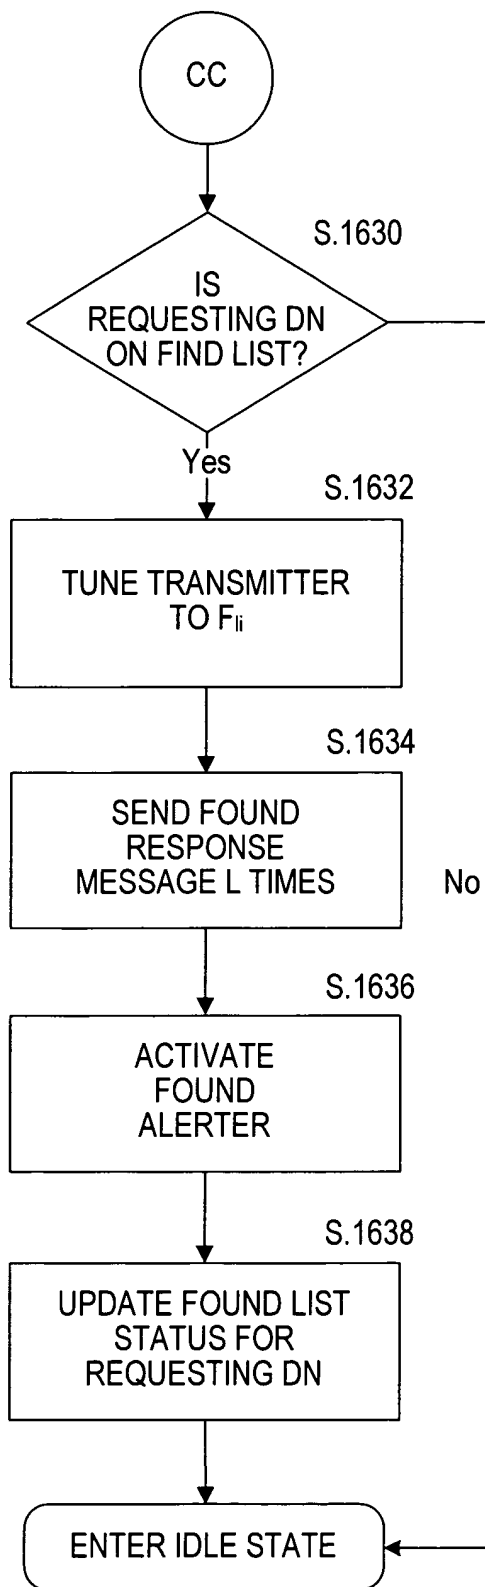 CC
S.1630
IS
REQUESTING DN
ON FIND LIST?
Yes
S.1632
TUNE TRANSMITTER
TO Fli
S.1634
SEND FOUND
RESPONSE
MESSAGE L TIMES
No
S.1636
ACTIVATE
FOUND
ALERTER
S.1638
UPDATE FOUND LIST
STATUS FOR
REQUESTING DN
ENTER IDLE STATE